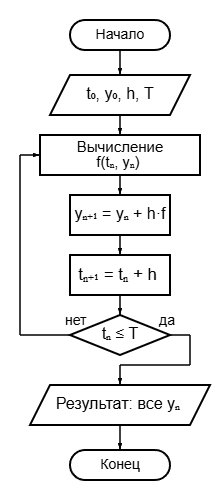 Начало
t₀, y₀, h, T
Вычисление
f(tₙ, yₙ)
yₙ₊₁ = yₙ + h·f
tₙ₊₁ = tₙ + h
нет
да
tₙ ≤ T
Результат: все yₙ
Конец